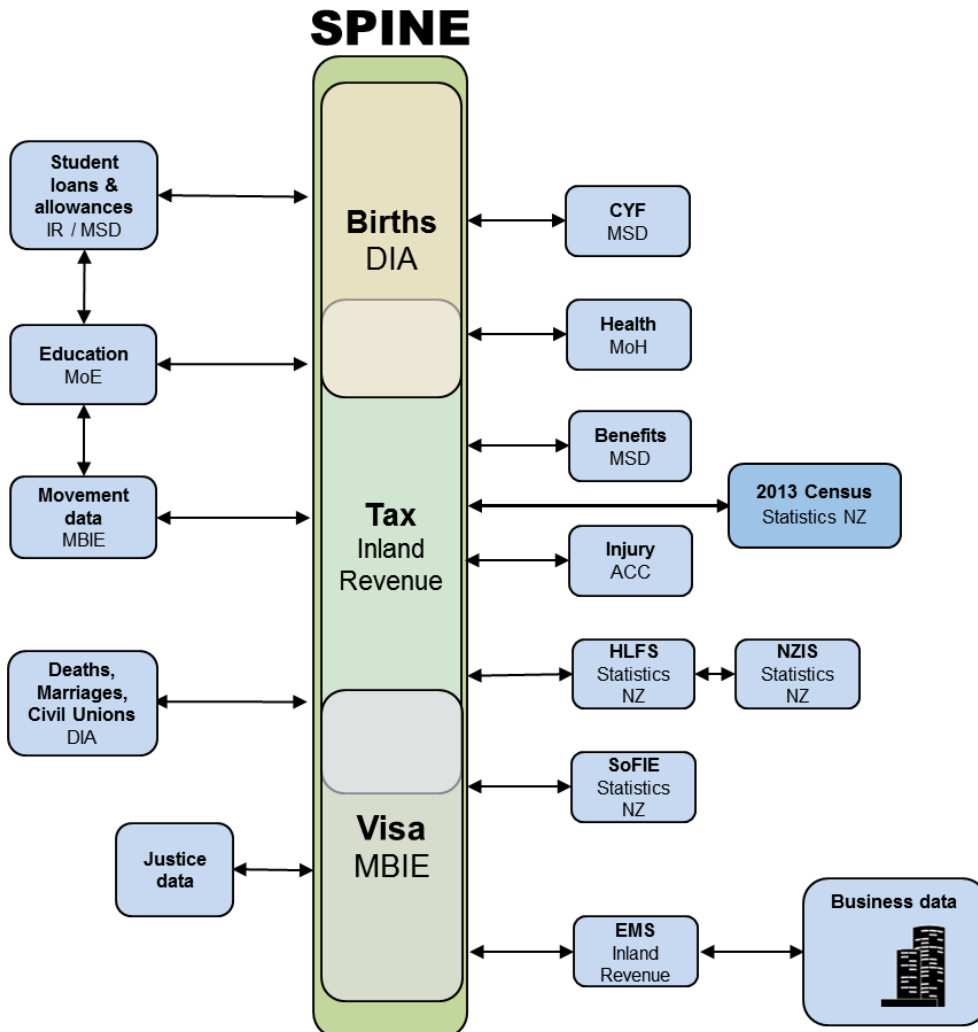 SPINE
Births
DIA
Tax
Inland
Revenue
Visa
MBIE
Student
loans &
allowances
IR / MSD
Education
MoE
Movement
data
MBIE
Deaths,
Marriages,
Civil Unions
DIA
Justice
data
CYF
MSD
Health
MoH
Benefits
MSD
2013 Census
Statistics NZ
Injury
ACC
HLFS
Statistics
NZ
NZIS
Statistics
NZ
SoFIE
Statistics
NZ
EMS
Inland
Revenue
Business data